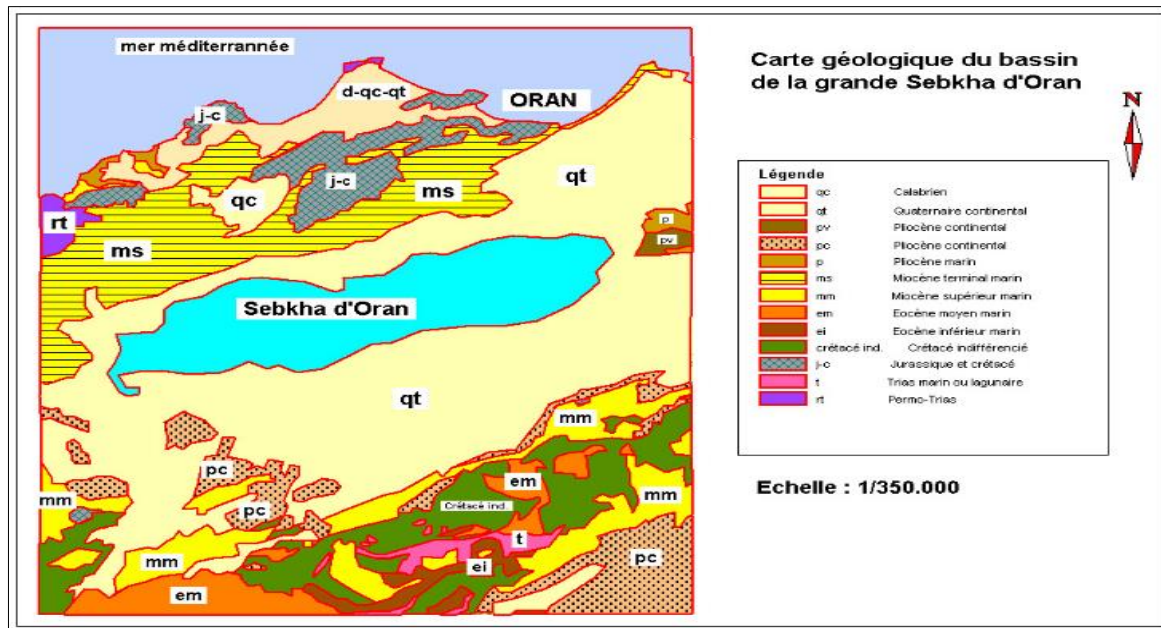 mer méditerrannée
Carte géologique du bassin
de la grande Sebkha d'Oran
N
d-qc-qt
ORAN
j-c
qt
j-c
qc
ms
rt
ms
p
pv
Sebkha d'Oran
qt
mm
pc
em
mm
mm
pc
Crétacé ind.
t
mm
ei
pc
em
Légende
qc Calabrien
qt Quaternaire continental
pv Pliocène continental
pc Pliocène continental
p Pliocène marin
ms Miocène terminal marin
mm Miocène supérieur marin
em Eocène moyen marin
ei Eocène inférieur marin
crétacé ind. Crétacé indifférencié
j-c Jurassique et crétacé
t Trias marin ou lagunaire
rt Permo-Trias
Echelle : 1/350.000